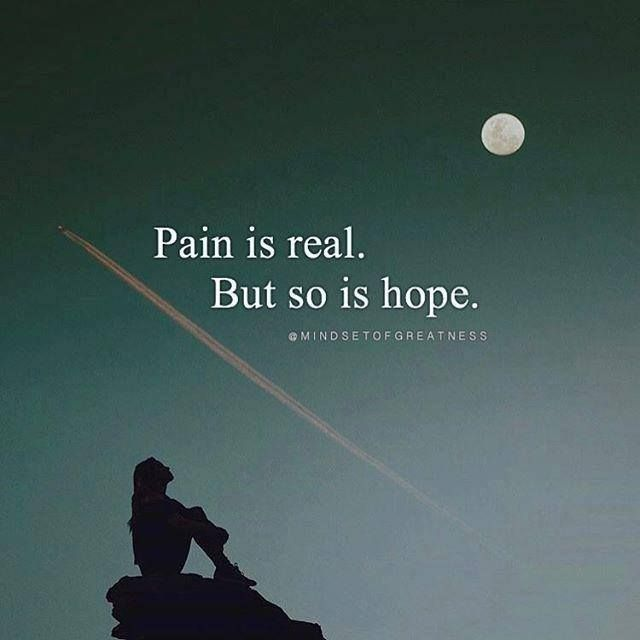 Pain is real.
But so is hope.
@MINDSETOFGREATNESS